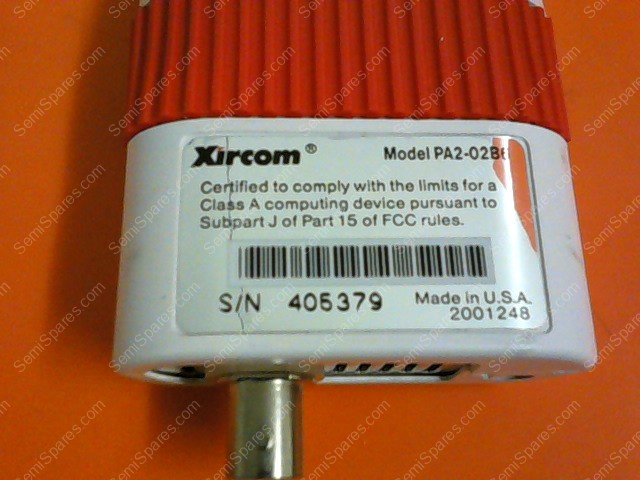 Xircom® Model PA2-02B
Certified to comply with the limits for a
Class A computing device pursuant to
Subpart J of Part 15 of FCC rules.
S/N 405379 Made in U.S.A.
2001248
SemiSpares.com